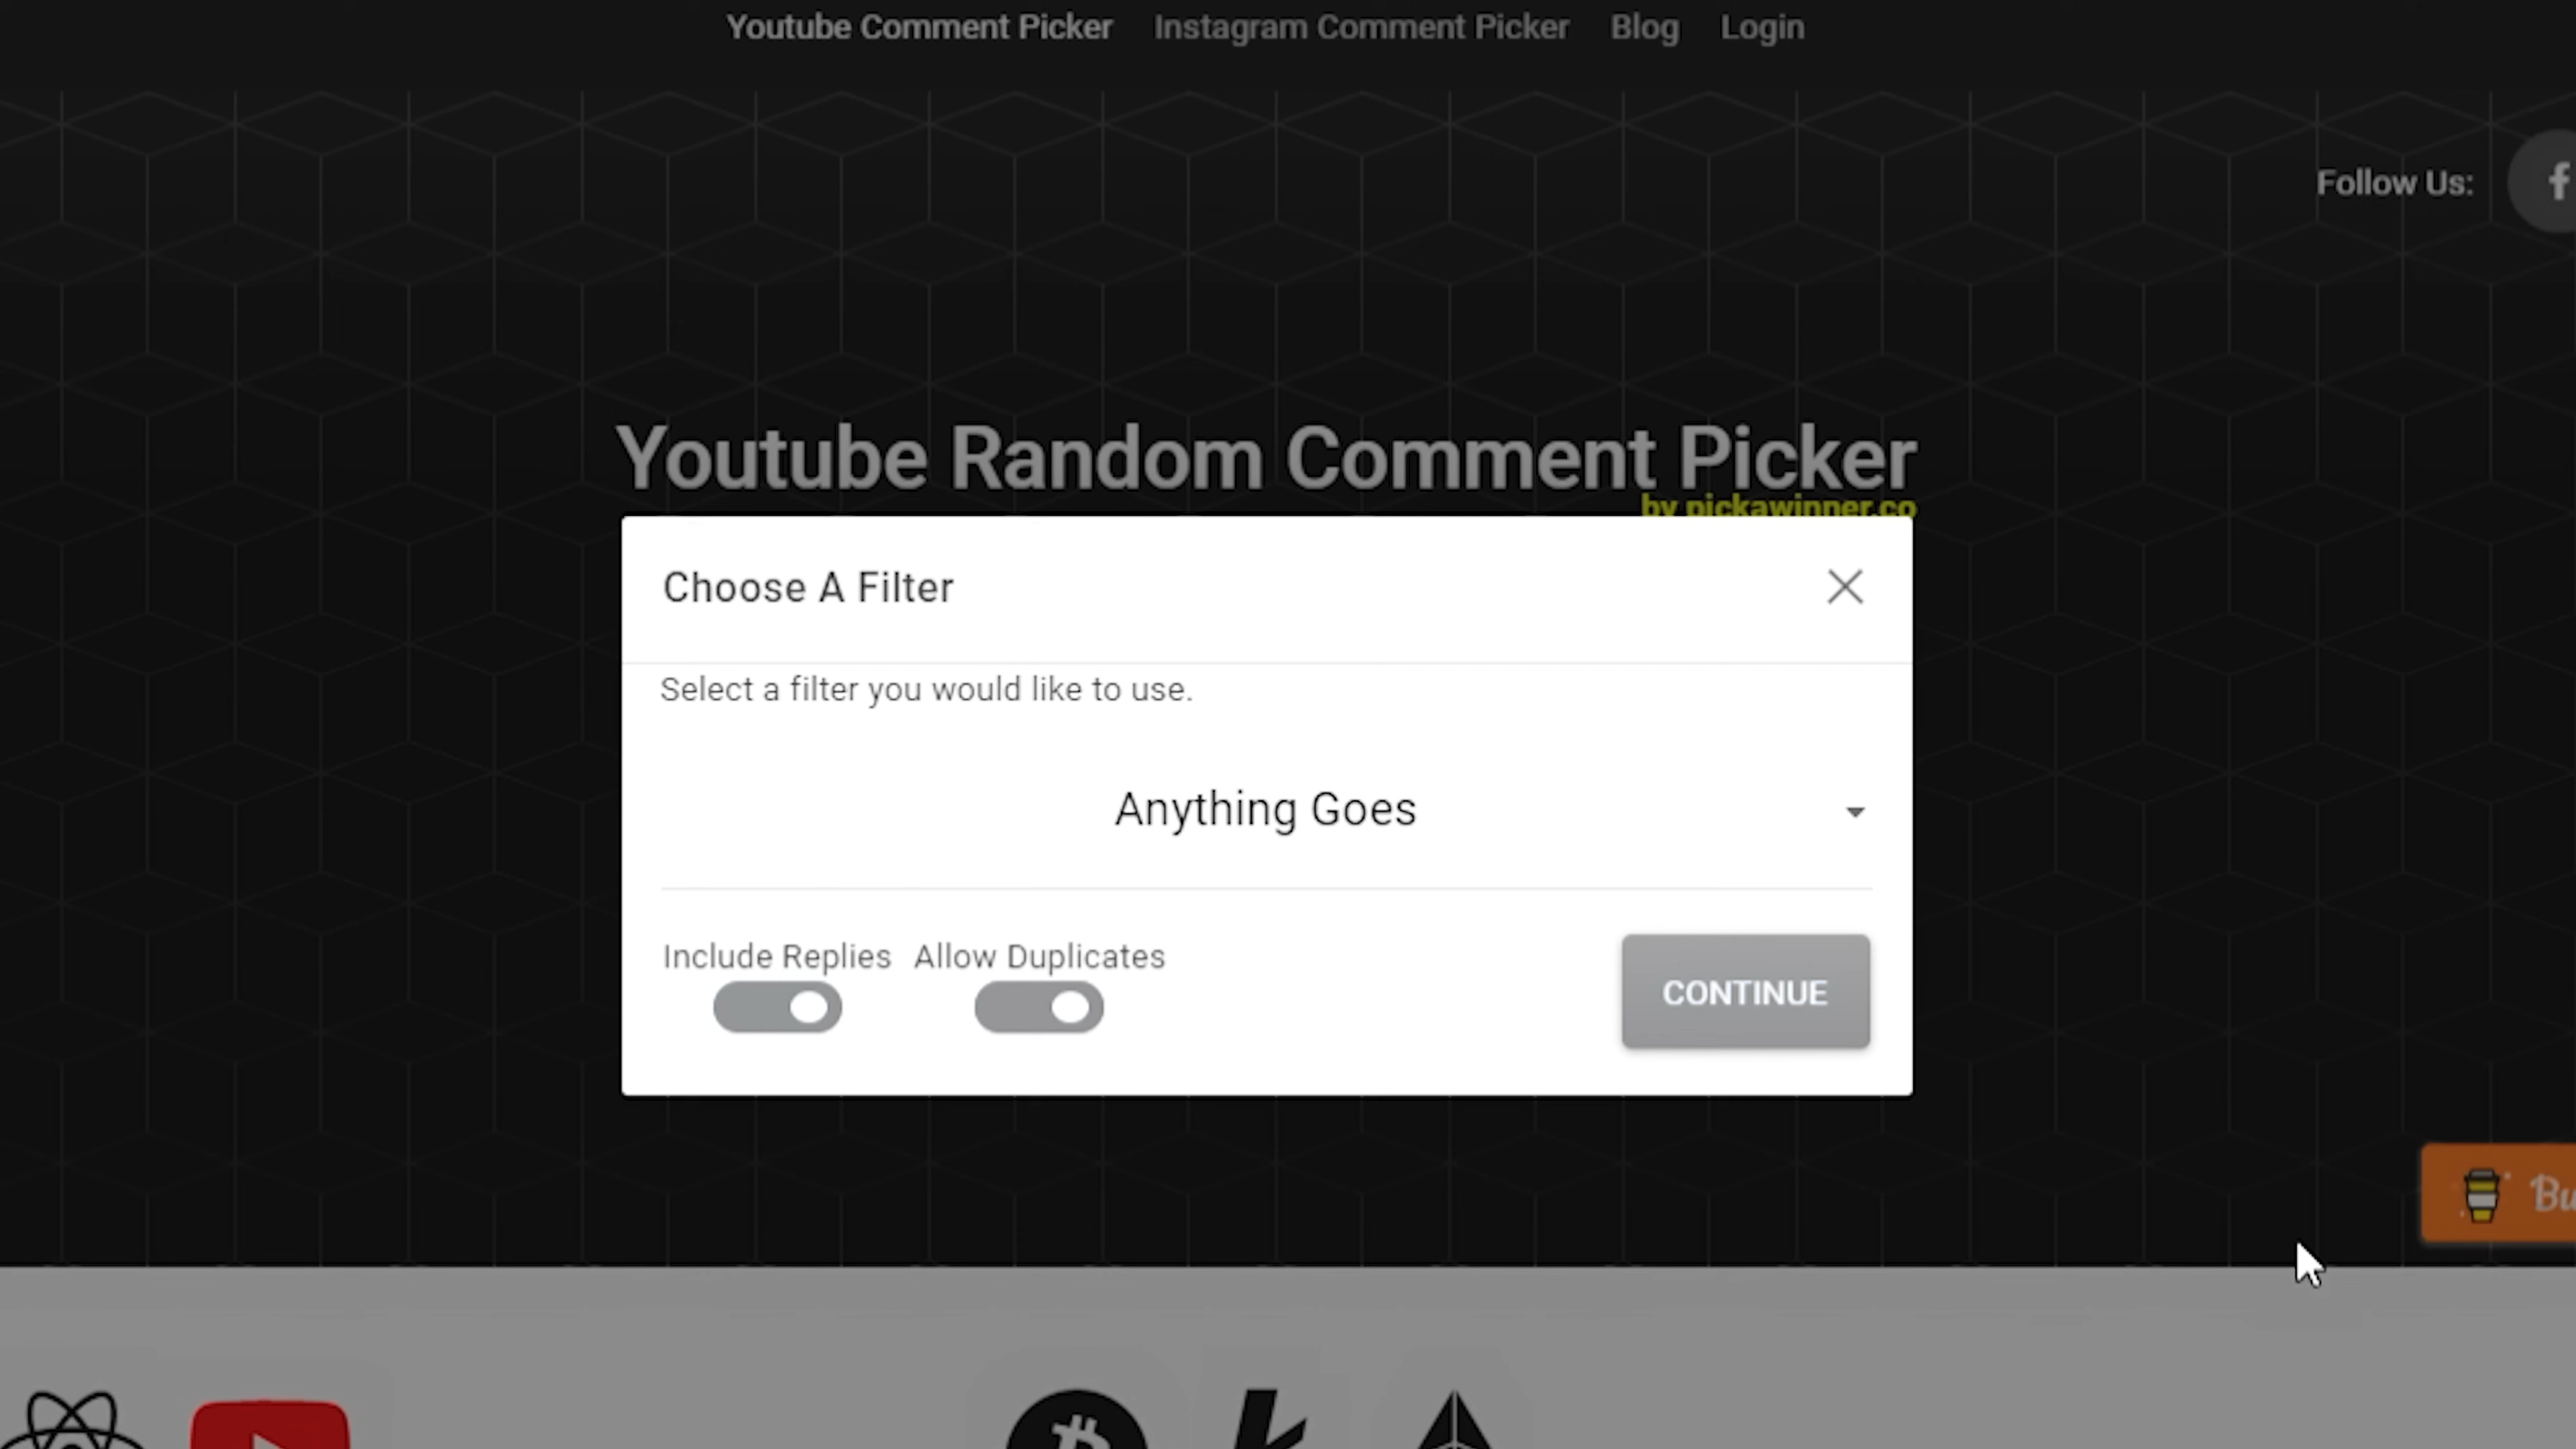 Youtube Comment Picker Instagram Comment Picker Blog Login
Follow Us:
Youtube Random Comment Picker
by pickawinner.co
Choose A Filter
Select a filter you would like to use.
Anything Goes
Include Replies Allow Duplicates
CONTINUE
Bu